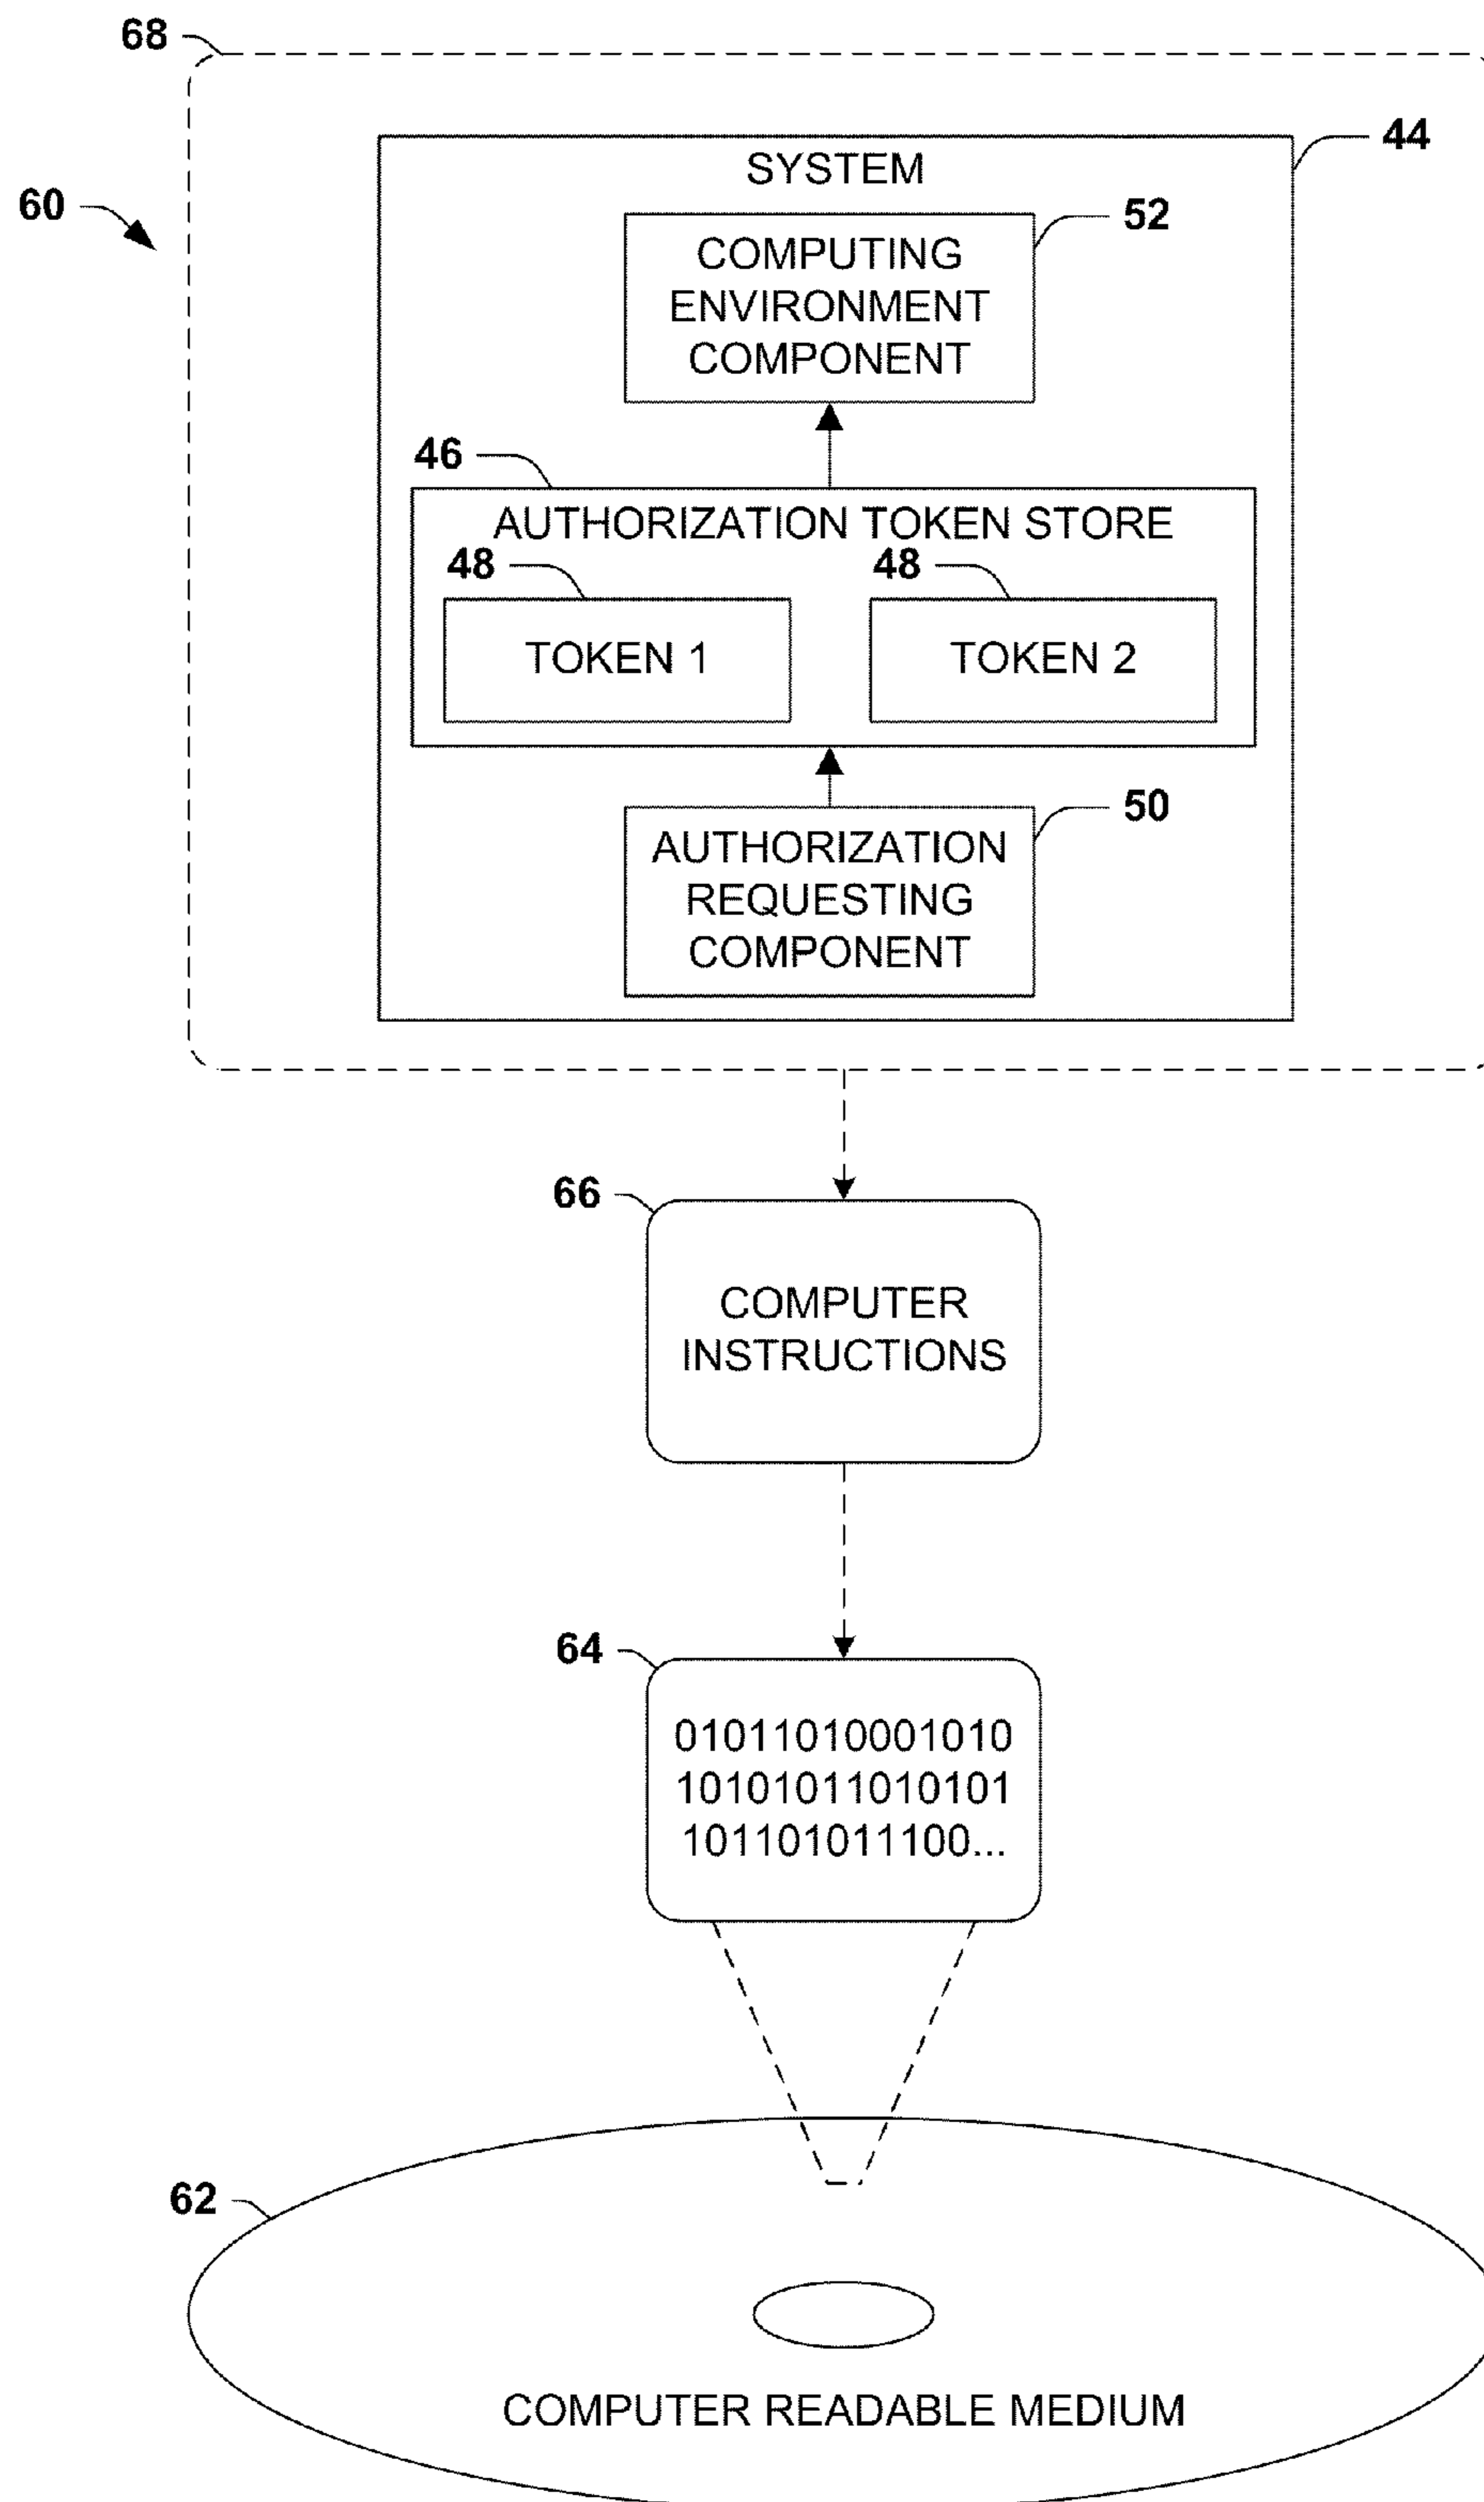 68
44
SYSTEM
60
52
COMPUTING
ENVIRONMENT
COMPONENT
46
AUTHORIZATION TOKEN STORE
48
48
TOKEN 1
TOKEN 2
50
AUTHORIZATION
REQUESTING
COMPONENT
66
COMPUTER
INSTRUCTIONS
64
01011010001010
10101011010101
101101011100...
62
COMPUTER READABLE MEDIUM